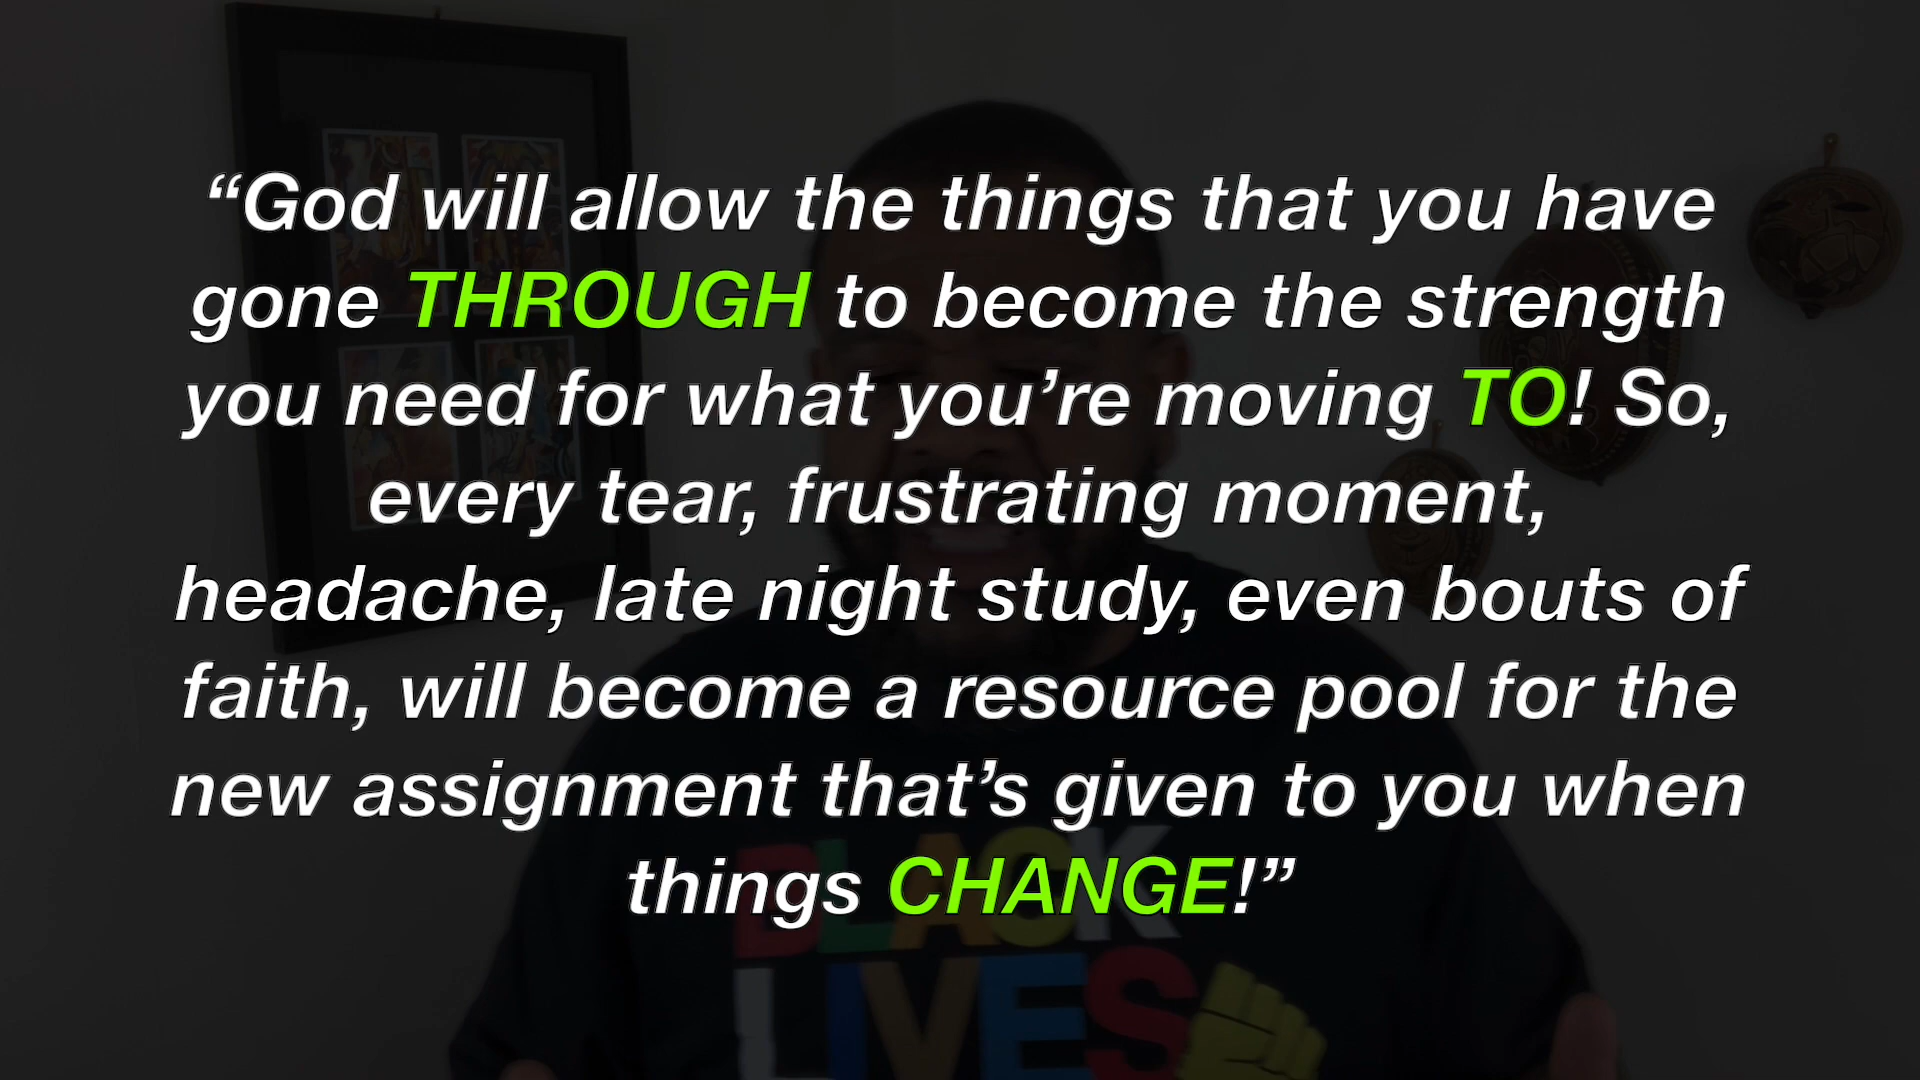 “God will allow the things that you have
gone THROUGH to become the strength
you need for what you’re moving TO! So,
every tear, frustrating moment,
headache, late night study, even bouts of
faith, will become a resource pool for the
new assignment that’s given to you when
things CHANGE!”
BLACK
LIVES